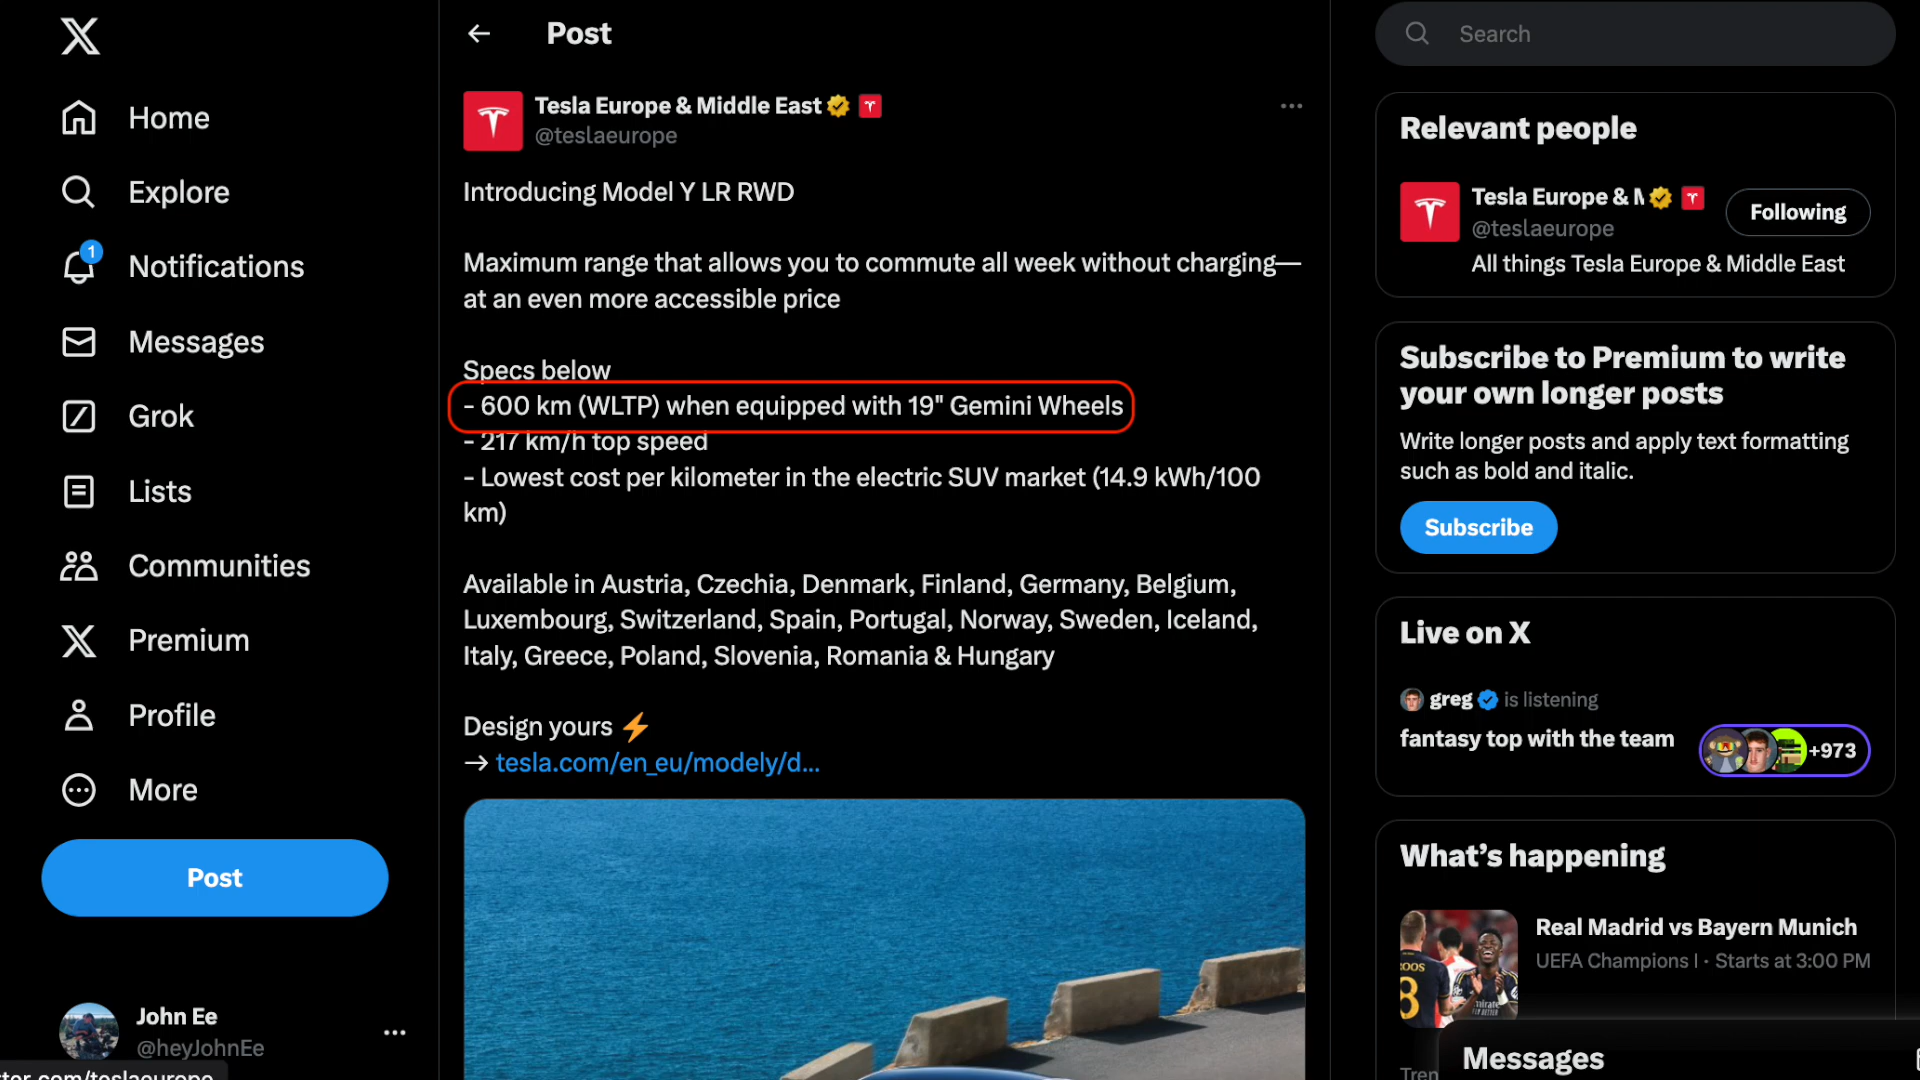 Home
Explore
1
Notifications
Messages
Grok
Lists
Communities
Premium
Profile
More
Post
John Ee
@heyJohnEe
Post
Tesla Europe & Middle East
@teslaeurope
Introducing Model Y LR RWD
Maximum range that allows you to commute all week without charging—
at an even more accessible price
Specs below
- 600 km (WLTP) when equipped with 19" Gemini Wheels
- 217 km/h top speed
- Lowest cost per kilometer in the electric SUV market (14.9 kWh/100
km)
Available in Austria, Czechia, Denmark, Finland, Germany, Belgium,
Luxembourg, Switzerland, Spain, Portugal, Norway, Sweden, Iceland,
Italy, Greece, Poland, Slovenia, Romania & Hungary
Design yours ⚡
→ tesla.com/en_eu/modely/d...
Search
Relevant people
Tesla Europe & M
@teslaeurope
Following
All things Tesla Europe & Middle East
Subscribe to Premium to write
your own longer posts
Write longer posts and apply text formatting
such as bold and italic.
Subscribe
Live on X
greg is listening
fantasy top with the team
+973
What's happening
Real Madrid vs Bayern Munich
UEFA Champions l · Starts at 3:00 PM
8
Messages